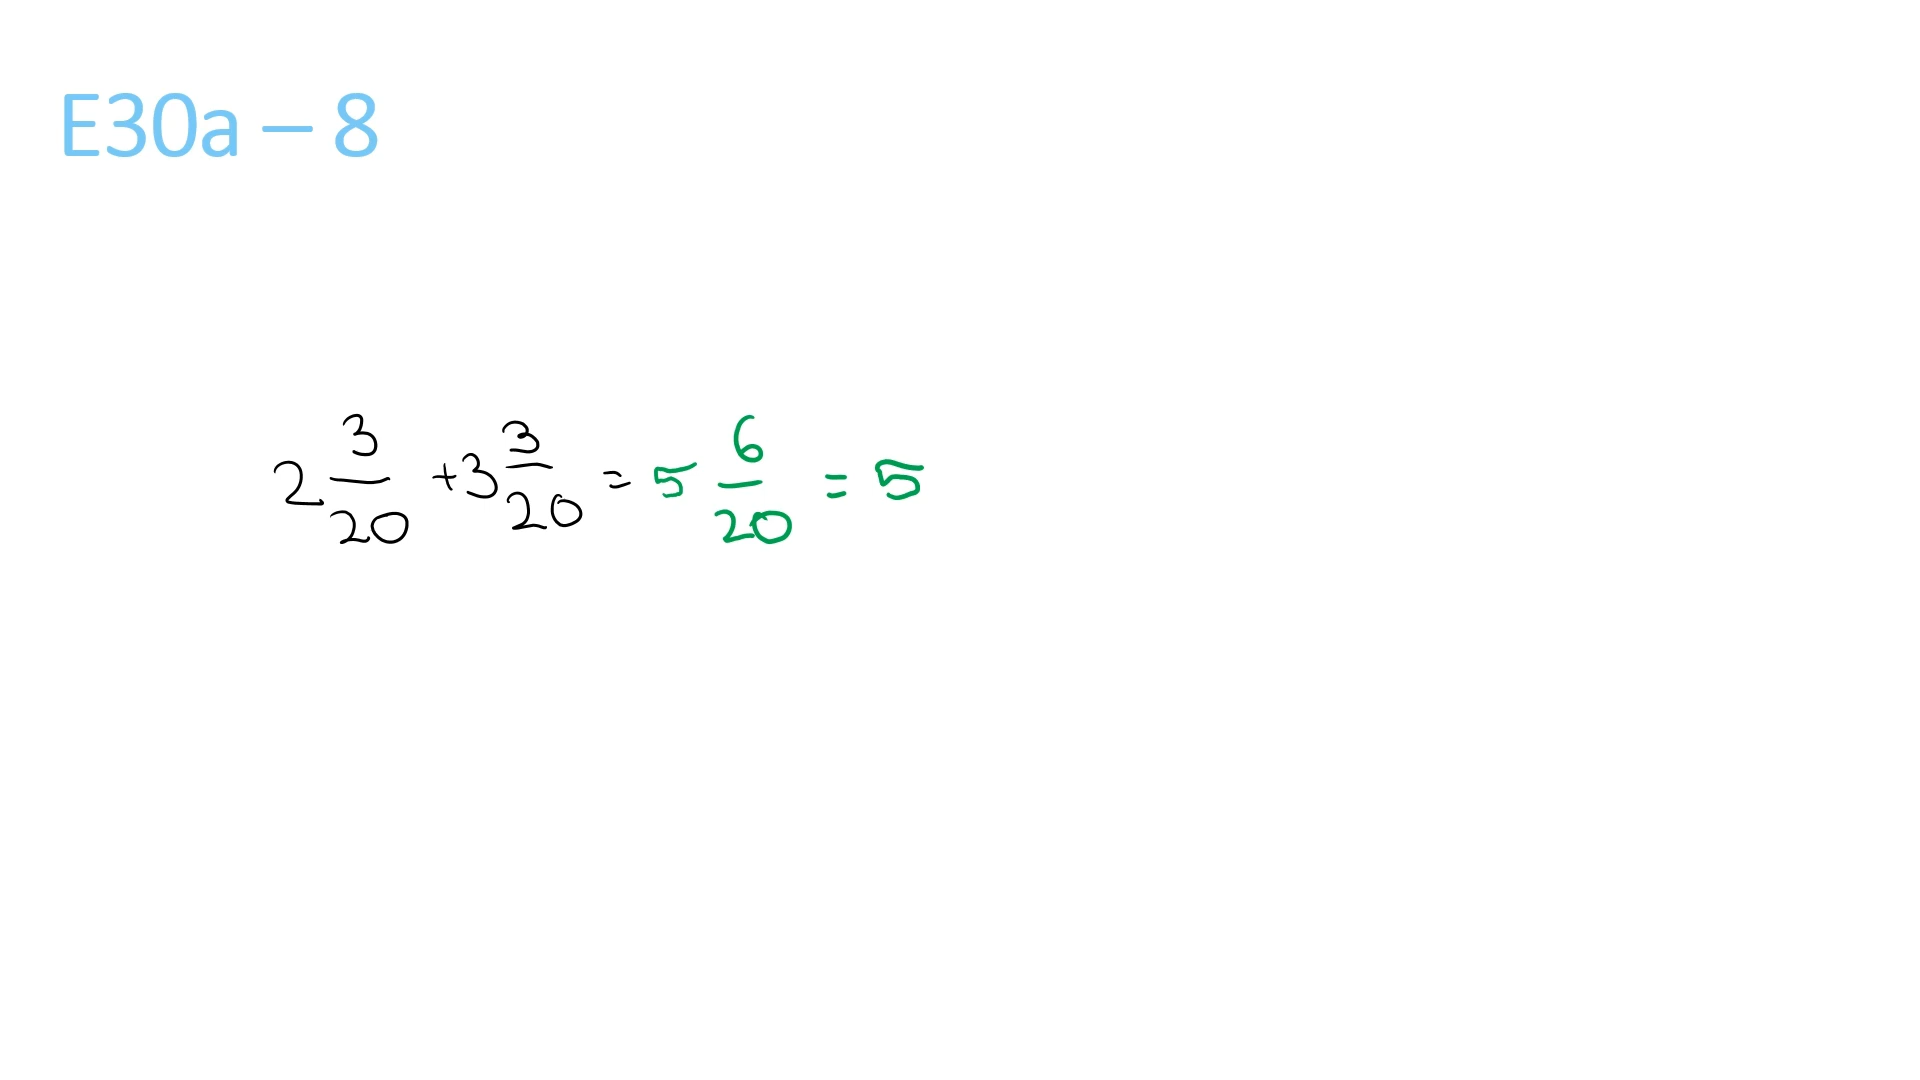 E30a – 8
2 3/20 + 3 3/20 = 5 6/20 = 5